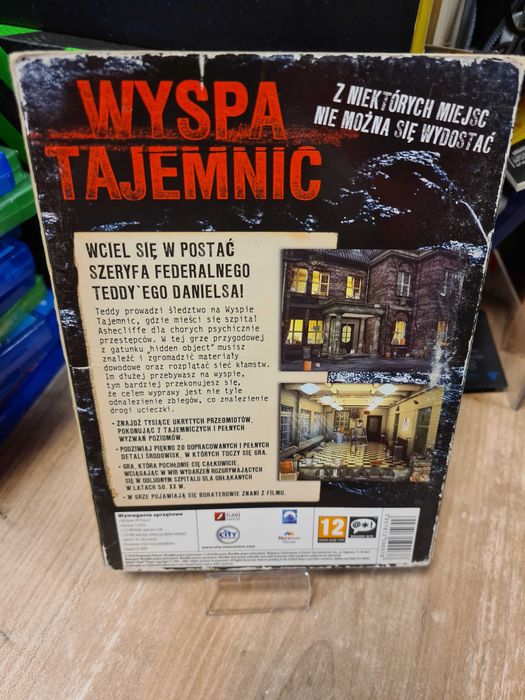 WYSPA
TAJEMNIC
Z NIEKTÓRYCH MIEJSC
NIE MOŻNA SIĘ WYDOSTAĆ
WCIEL SIĘ W POSTAĆ
SZERYFA FEDERALNEGO
TEDDY`EGO DANIELSA!
Teddy prowadzi śledztwo na Wyspie
Tajemnic, gdzie mieści się szpital
Ashecliffe dla chorych psychicznie
przestępców. W tej grze przygodowej
z gatunku „hidden object" musisz
znaleźć i zgromadzić materiały
dowodowe oraz rozplątać sieć kłamstw.
Im dłużej przebywasz na wyspie,
tym bardziej przekonujesz się,
że celem wyprawy jest nie tyle
odnalezienie zbiegów, co znalezienie
drogi ucieczki.
• ZNAJDŹ TYSIĄCE UKRYTYCH PRZEDMIOTÓW,
POKONUJĄC 7 TAJEMNICZYCH I PEŁNYCH
WYZWAŃ POZIOMÓW.
• PODZIWIAJ PIĘKNO 20 DOPRACOWANYCH I PEŁNYCH
DETALI ŚRODOWISK, W KTÓRYCH TOCZY SIĘ GRA.
• GRA, KTÓRA POCHŁONIE CIĘ CAŁKOWICIE,
WCIĄGAJĄC W WIR WYDARZEŃ ROZGRYWAJĄCYCH
SIĘ W ODLUDNYM SZPITALU DLA OBŁĄKANYCH
W LATACH 50. XX W.
• W GRZE POJAWIAJĄ SIĘ BOHATEROWIE ZNANI Z FILMU.
Wymagania sprzętowe
CITY
www.city-interactive.com
12
www.pegi.info